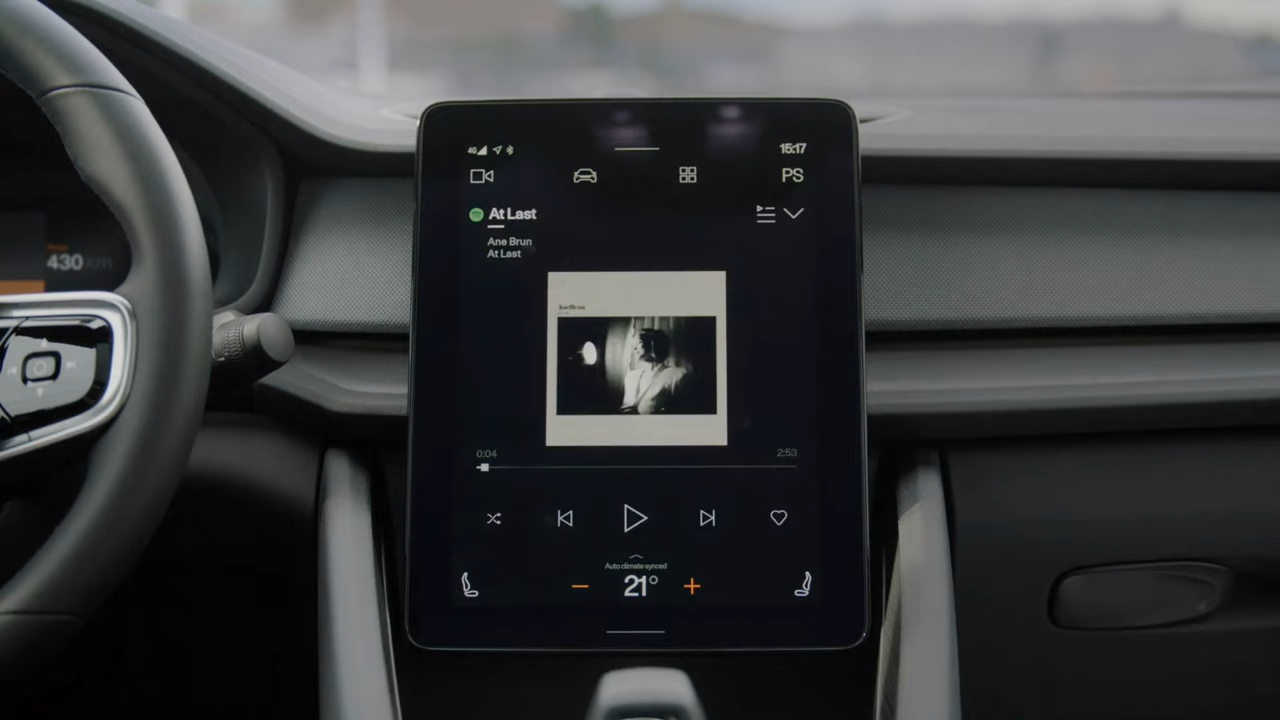 4G
15:17
PS
At Last
Ane Brun
At Last
430 km
0:04
2:53
Auto climate synced
21°